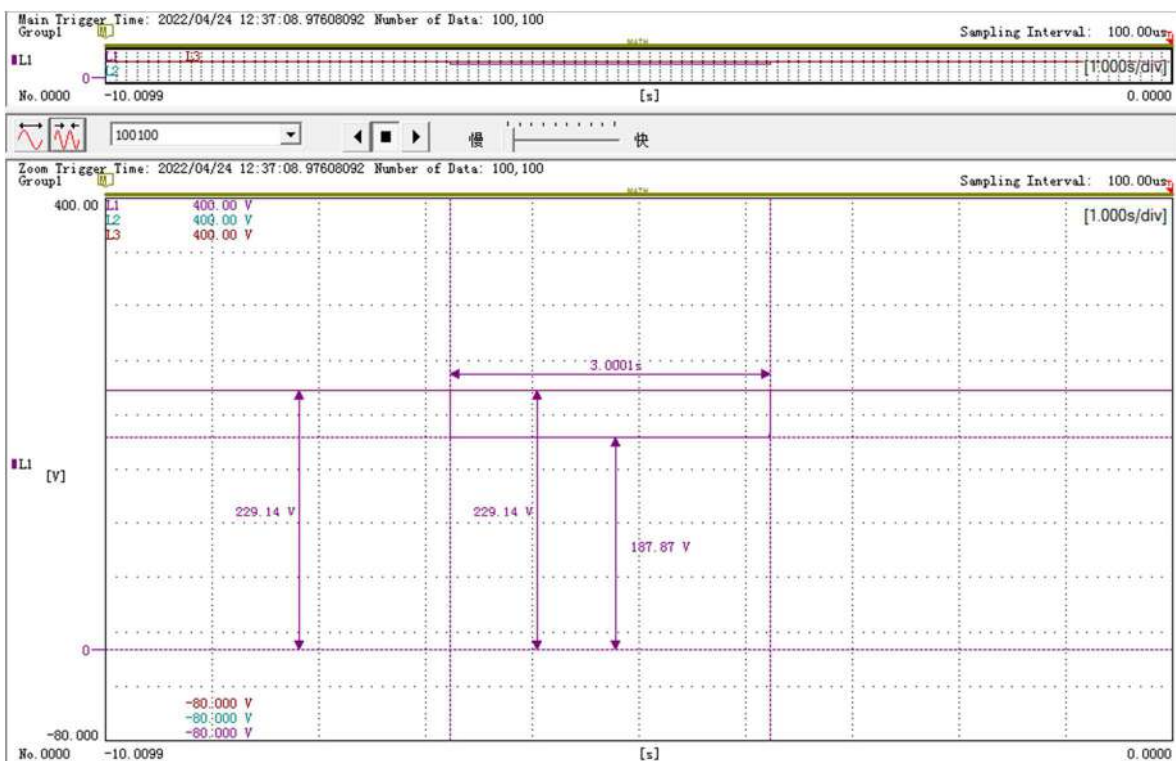 Main Trigger Time: 2022/04/24 12:37:08.97608092 Number of Data: 100,100
Group1
Sampling Interval: 100.00us
M
T
MATH
L1
L1
L3
L2
0
[1.000s/div]
No.0000
-10.0099
[s]
0.0000
100100
慢
快
Zoom Trigger Time: 2022/04/24 12:37:08.97608092 Number of Data: 100,100
Group1
Sampling Interval: 100.00us
M
T
MATH
400.00
L1 400.00 V
L2 400.00 V
L3 400.00 V
[1.000s/div]
3.0001s
L1
[V]
229.14 V
229.14 V
187.87 V
0
-80.000 V
-80.000 V
-80.000 V
-80.000
No.0000
-10.0099
[s]
0.0000